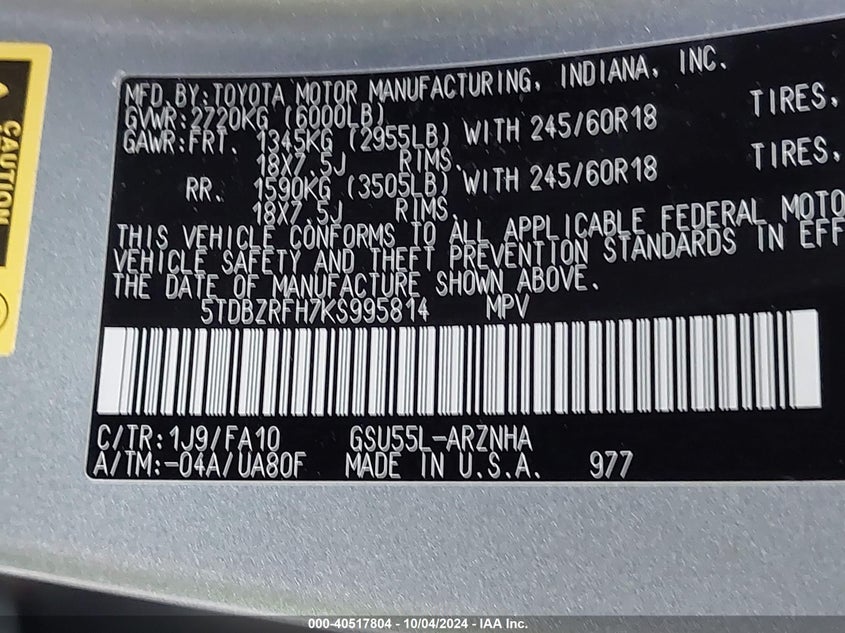 MFD.BY:TOYOTA MOTOR MANUFACTURING, INDIANA, INC.
GVWR:2720KG (6000LB)
GAWR:FRT. 1345KG (2955LB) WITH 245/60R18 TIRES,
18X7.5J RIMS,
RR. 1590KG (3505LB) WITH 245/60R18 TIRES,
18X7.5J RIMS,
THIS VEHICLE CONFORMS TO ALL APPLICABLE FEDERAL MOTO
VEHICLE SAFETY AND THEFT PREVENTION STANDARDS IN EFF
THE DATE OF MANUFACTURE SHOWN ABOVE.
5TDBZRFH7KS995814 MPV
C/TR:1J9/FA10 GSU55L-ARZNHA
A/TM:-04A/UA80F MADE IN U.S.A. 977
CAUTION
000-40517804 - 10/04/2024 - IAA Inc.